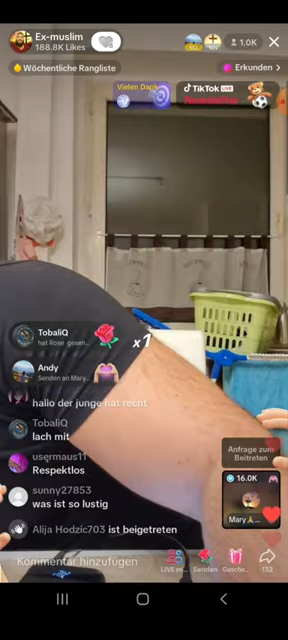 Ex-muslim
188.8K Likes
1.0K
Wöchentliche Rangliste
Erkunden >
Vielen Dank
TikTok LIVE
TobaliQ
hat Rose gesen..
x1
Andy
Senden an Mary..
hallo der junge hat recht
TobaliQ
lach mit
usermaus11
Respektlos
sunny27853
was ist so lustig
Alija Hodzic703 ist beigetreten
Anfrage zum
Beitreten
16.0K
Mary
Kommentar hinzufügen
LIVE
Senden
Gesche..
132